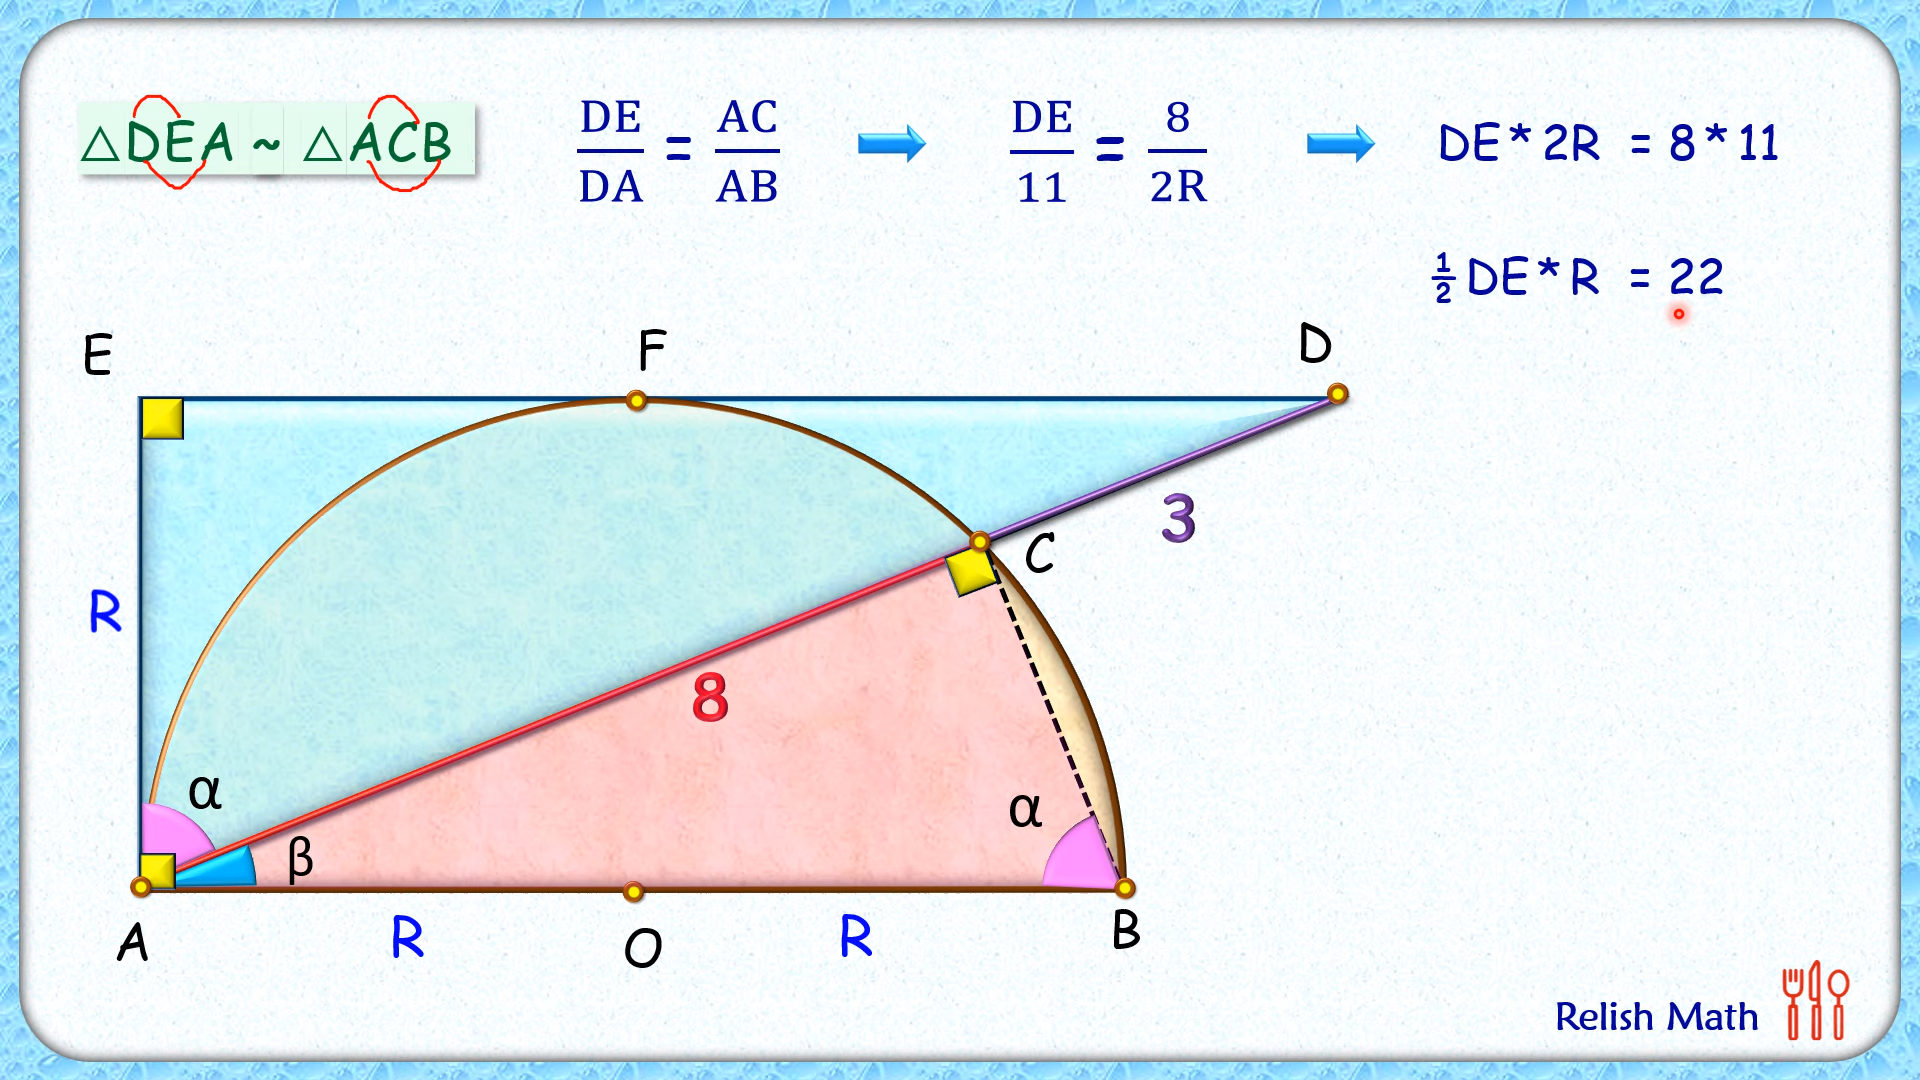 △DEA ~ △ACB
DE/DA = AC/AB
DE/11 = 8/2R
DE*2R = 8*11
½DE*R = 22
E
F
D
R
8
3
C
α
β
α
A
R
O
R
B
Relish Math